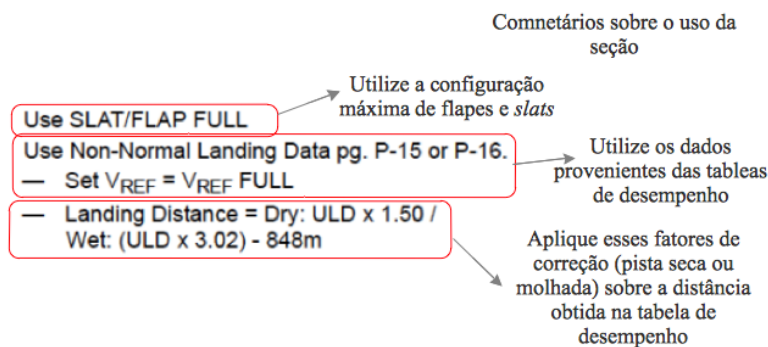 Comnetários sobre o uso da
seção
Utilize a configuração
máxima de flapes e slats
Use SLAT/FLAP FULL
Use Non-Normal Landing Data pg. P-15 or P-16.
— Set VREF = VREF FULL
Utilize os dados
provenientes das tableas
de desempenho
— Landing Distance = Dry: ULD x 1.50 /
Wet: (ULD x 3.02) - 848m
Aplique esses fatores de
correção (pista seca ou
molhada) sobre a distância
obtida na tabela de
desempenho